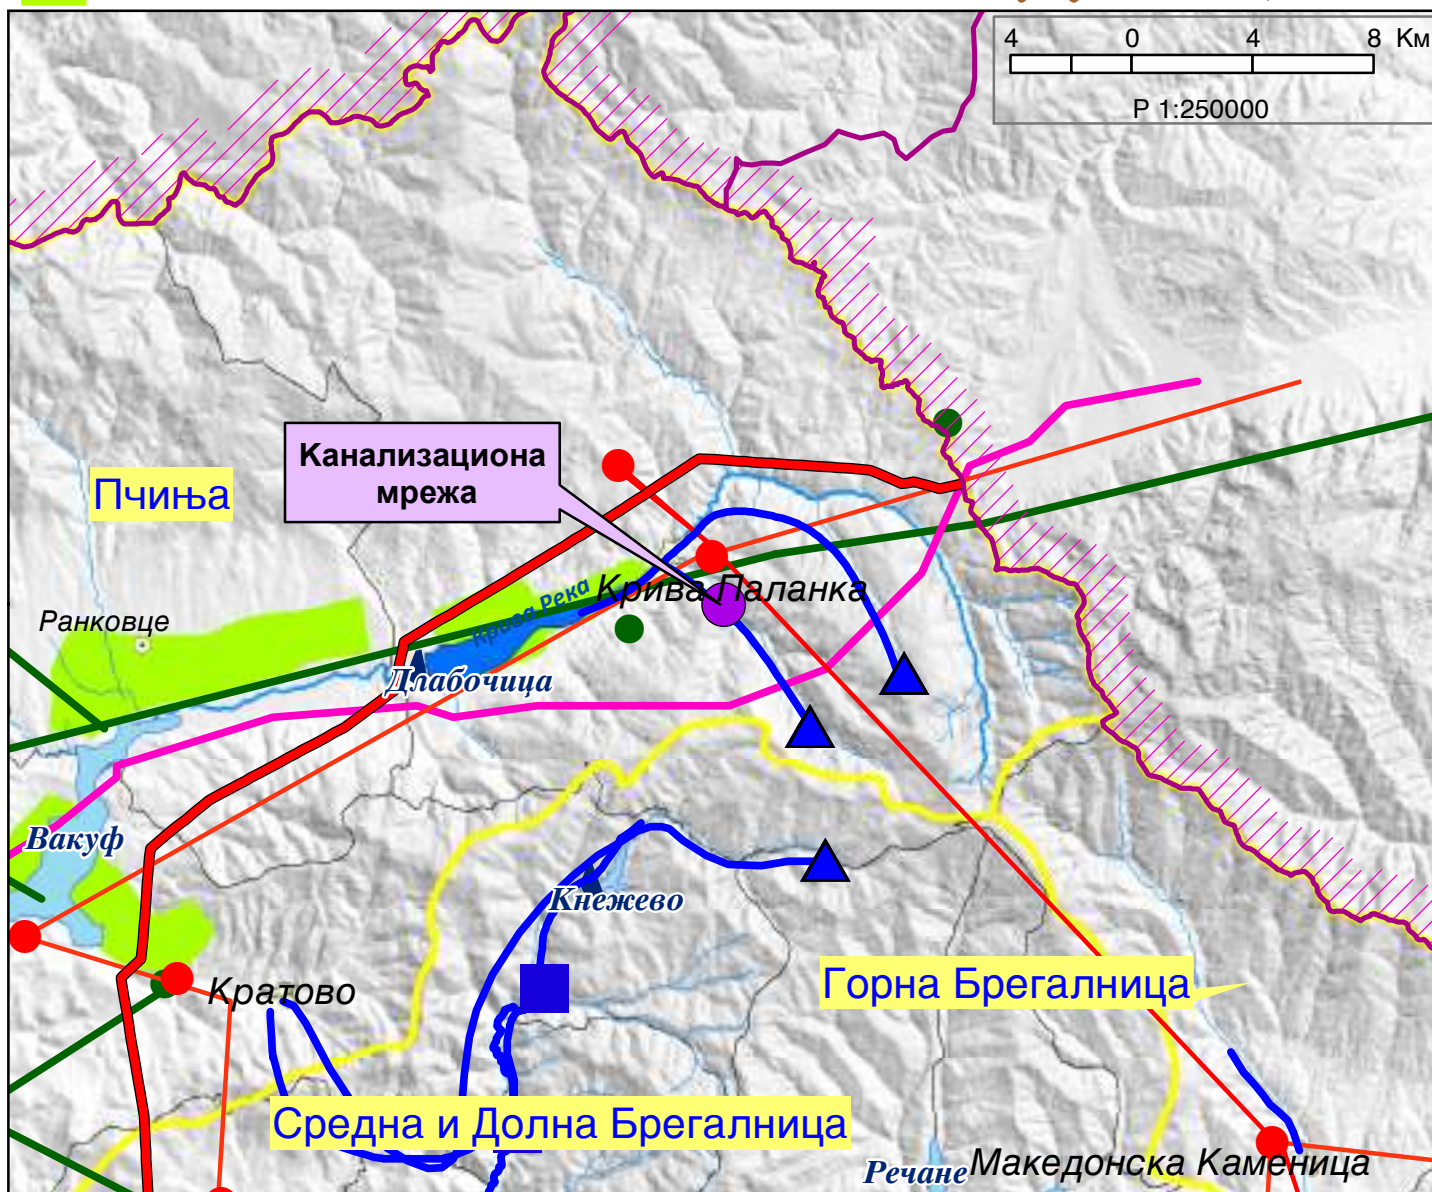 4 0 4 8 Км
Р 1:250000
Канализациона
мрежа
Пчиња
Крива Река
Крива Паланка
Ранковце
Длабочица
Вакуф
Кнежево
Горна Брегалница
Кратово
Средна и Долна Брегалница
Речане
Македонска Каменица